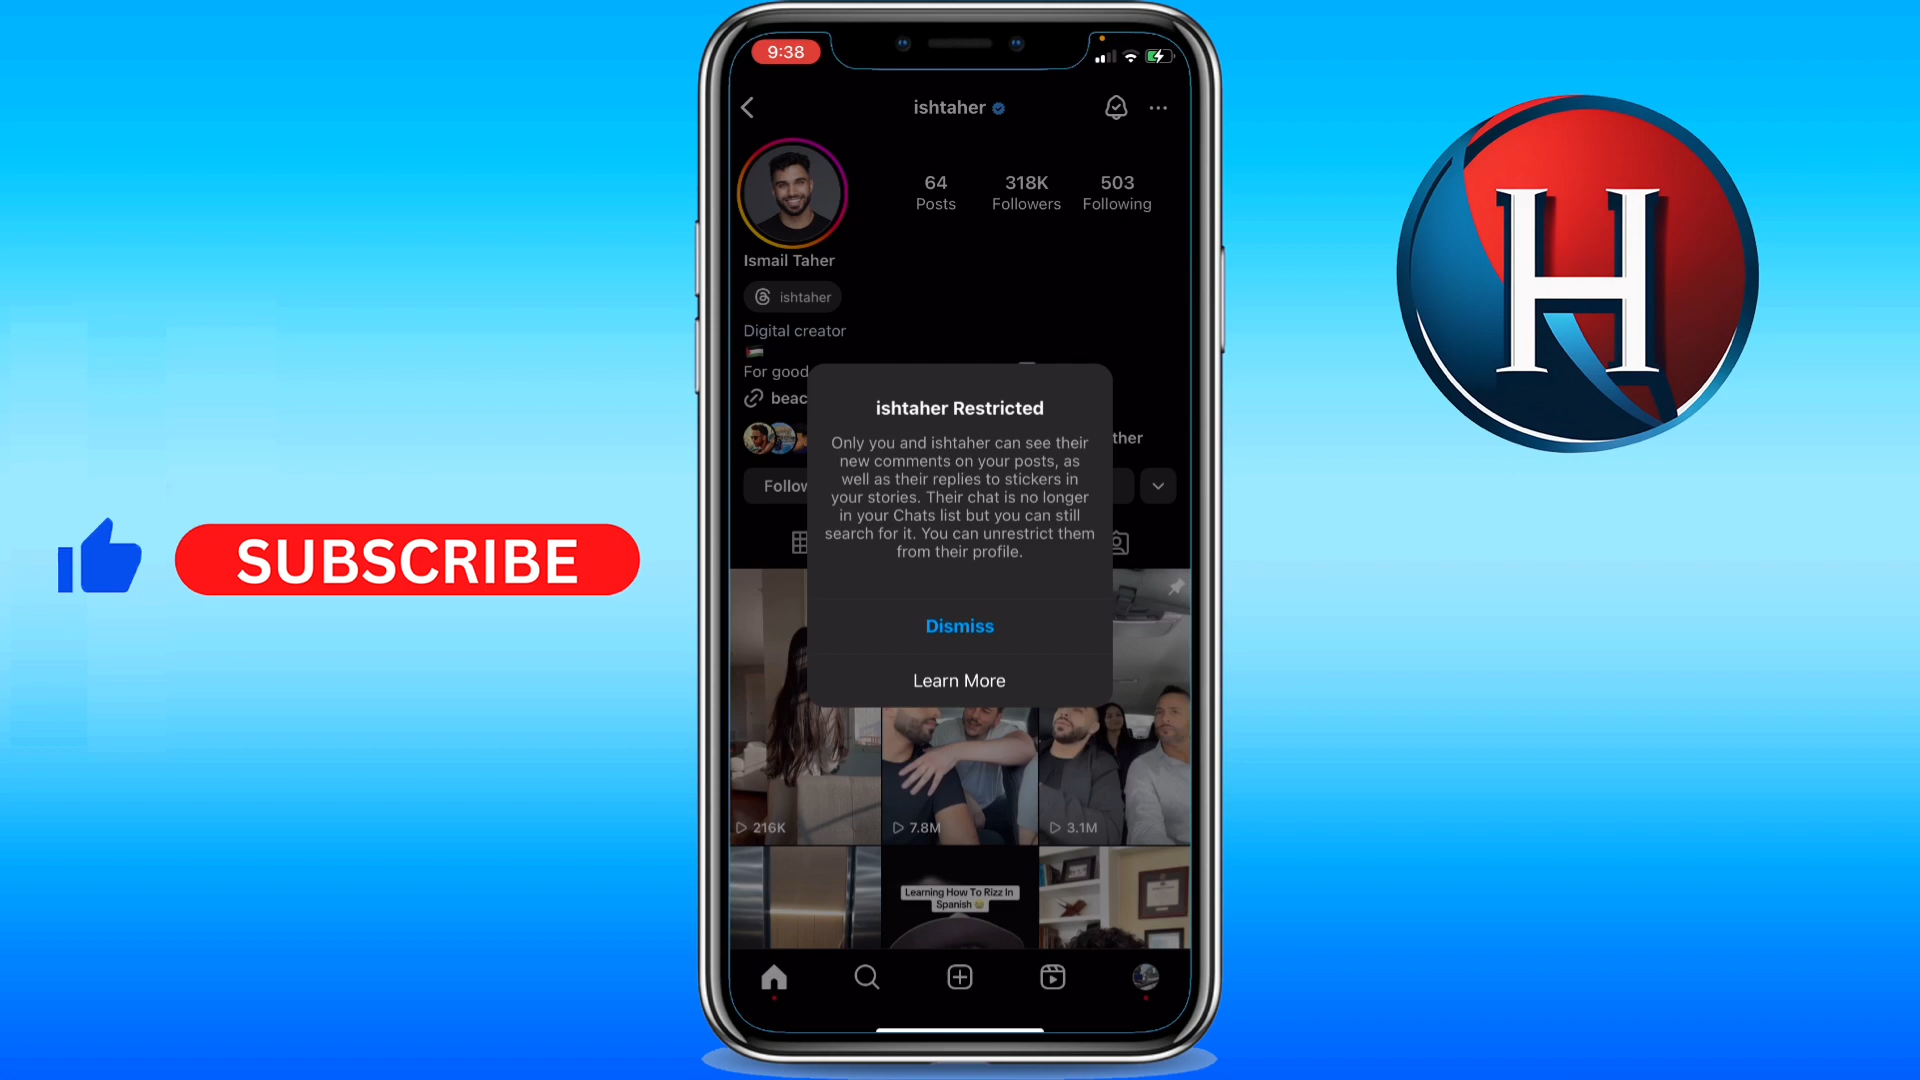 9:38
ishtaher
64
318K
503
Posts
Followers
Following
Ismail Taher
ishtaher
Digital creator
For good
beac
ther
Follow
ishtaher Restricted
Only you and ishtaher can see their
new comments on your posts, as
well as their replies to stickers in
your stories. Their chat is no longer
in your Chats list but you can still
search for it. You can unrestrict them
from their profile.
Dismiss
Learn More
216K
7.8M
3.1M
Learning How To Rizz In
Spanish
SUBSCRIBE
H